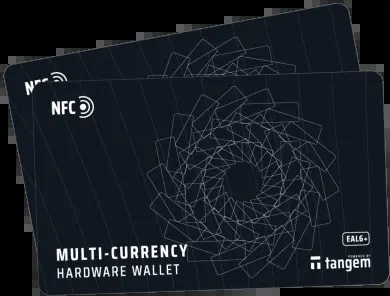 NFC
NFC
MULTI-CURRENCY
HARDWARE WALLET
EAL6+
POWERED BY
tangem